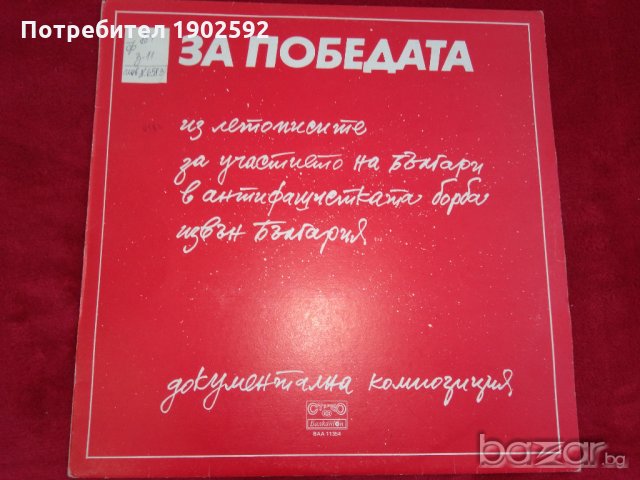 Потребител 1902592
ЗА ПОБЕДАТА
из летописите
за участието на българи
в антифашистката борба
извън България
документална композиция
СТЕРЕО
Балкантон
ВАА 11354
bazar.bg